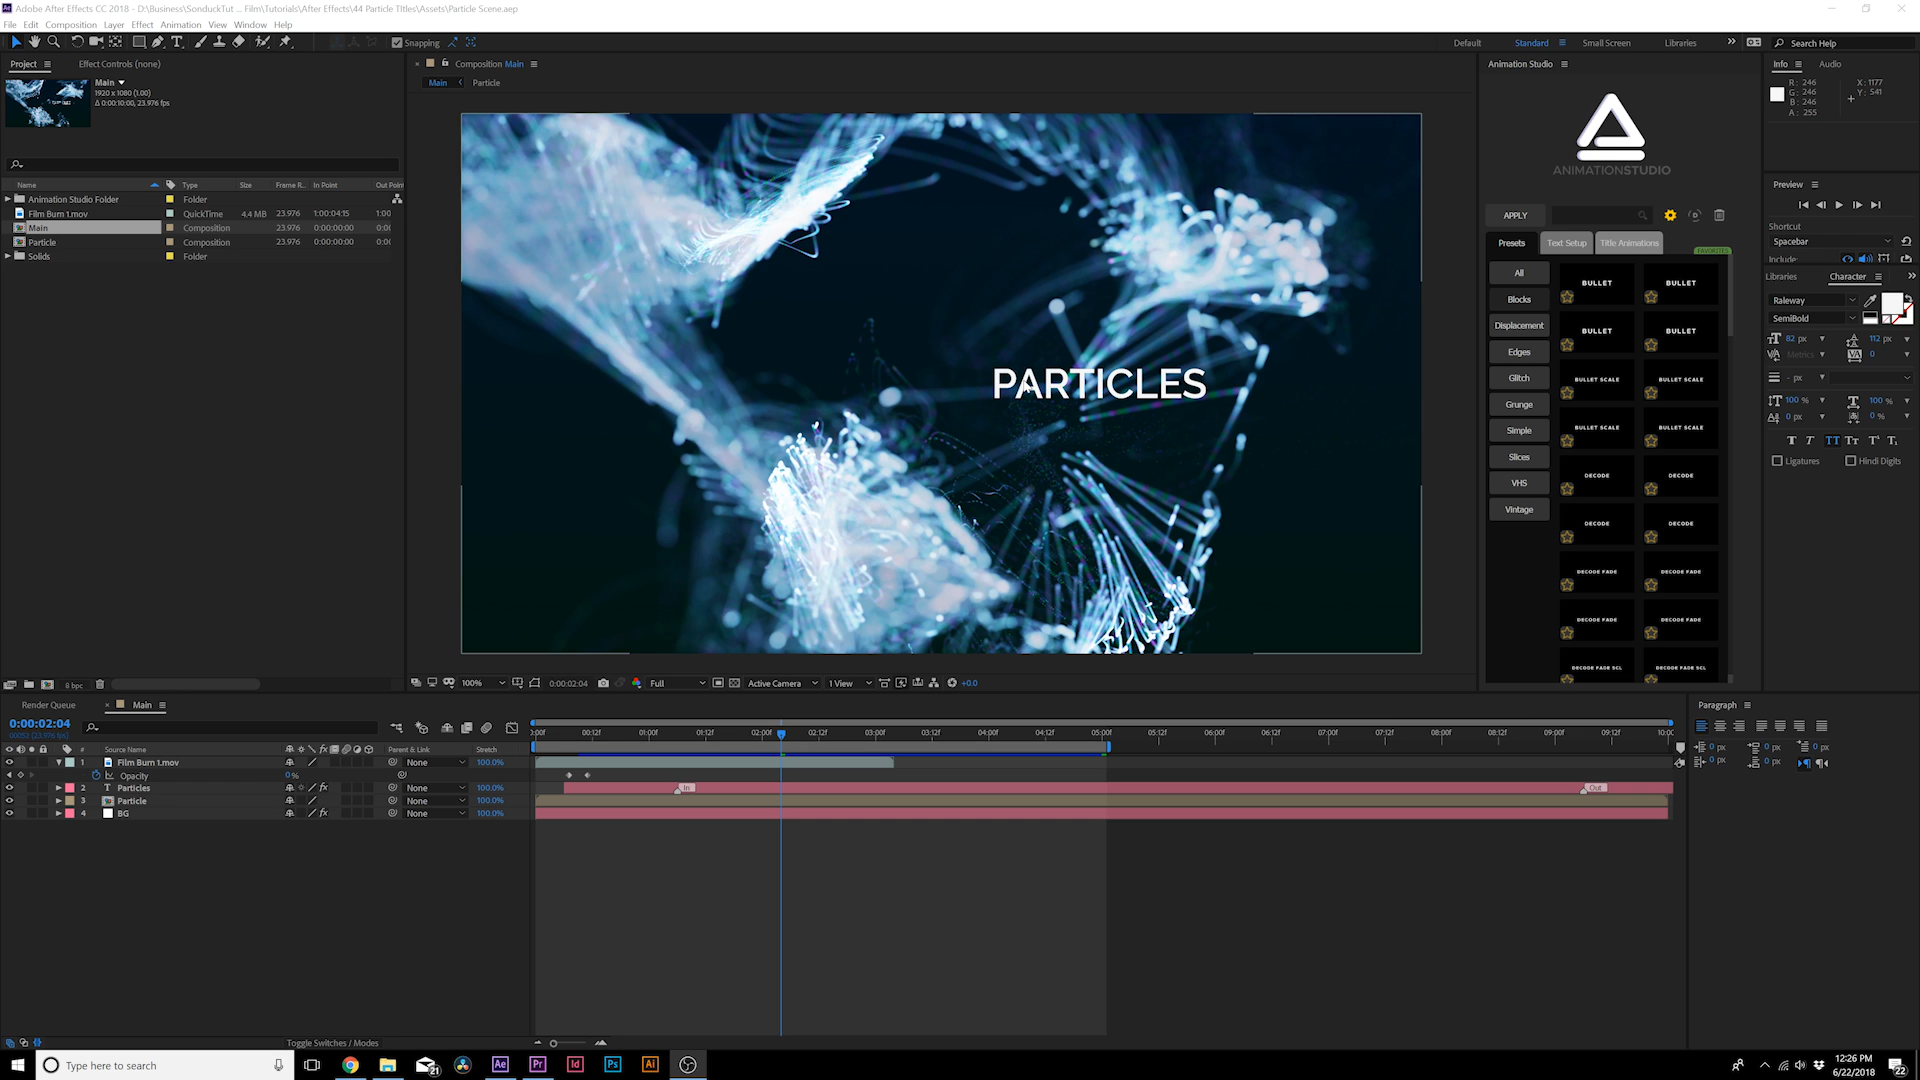 Adobe After Effects CC 2018 - D:\Business\SonduckTut ... Film\Tutorials\After Effects\44 Particle TItles\Assets\Particle Scene.aep
File Edit Composition Layer Effect Animation View Window Help
Snapping
Default Standard Small Screen Libraries Search Help
Project Effect Controls (none)
Composition Main
Animation Studio
Info Audio
Main
1920 x 1080 (1.00)
Δ 0:00:10:00, 23.976 fps
Main Particle
R: 246
G: 246
B: 246
A: 255
X: 1177
Y: 541
ANIMATIONSTUDIO
Name Type Size Frame R... In Point Out Point
Animation Studio Folder Folder
Film Burn 1.mov QuickTime 4.4 MB 23.976 1:00:04:15 1:00
Main Composition 23.976 0:00:00:00 0:00
Particle Composition 23.976 0:00:00:00 0:00
Solids Folder
PARTICLES
APPLY
Presets Text Setup Title Animations
FAVORITES
All
Blocks
Displacement
Edges
Glitch
Grunge
Simple
Slices
VHS
Vintage
BULLET BULLET
BULLET BULLET
BULLET SCALE BULLET SCALE
BULLET SCALE BULLET SCALE
DECODE DECODE
DECODE DECODE
DECODE FADE DECODE FADE
DECODE FADE DECODE FADE
DECODE FADE SCL DECODE FADE SCL
Preview
Shortcut
Spacebar
Include:
Libraries Character
Raleway
SemiBold
82 px 112 px
Metrics 0
- px
100 % 100 %
0 px 0 %
Ligatures Hindi Digits
8 bpc
100% 0:00:02:04 Full Active Camera 1 View +0.0
Render Queue Main
0:00:02:04
00052 (23.976 fps)
# Source Name Parent & Link Stretch
1 Film Burn 1.mov None 100.0%
Opacity 0 %
2 T Particles None 100.0%
3 Particle None 100.0%
4 BG None 100.0%
):00f 00:12f 01:00f 01:12f 02:00f 02:12f 03:00f 03:12f 04:00f 04:12f 05:00f 05:12f 06:00f 06:12f 07:00f 07:12f 08:00f 08:12f 09:00f 09:12f 10:0(
In Out
Toggle Switches / Modes
Paragraph
0 px 0 px 0 px
0 px 0 px
Type here to search
21
Ae Pr Id Ps Ai
12:26 PM
6/22/2018
22